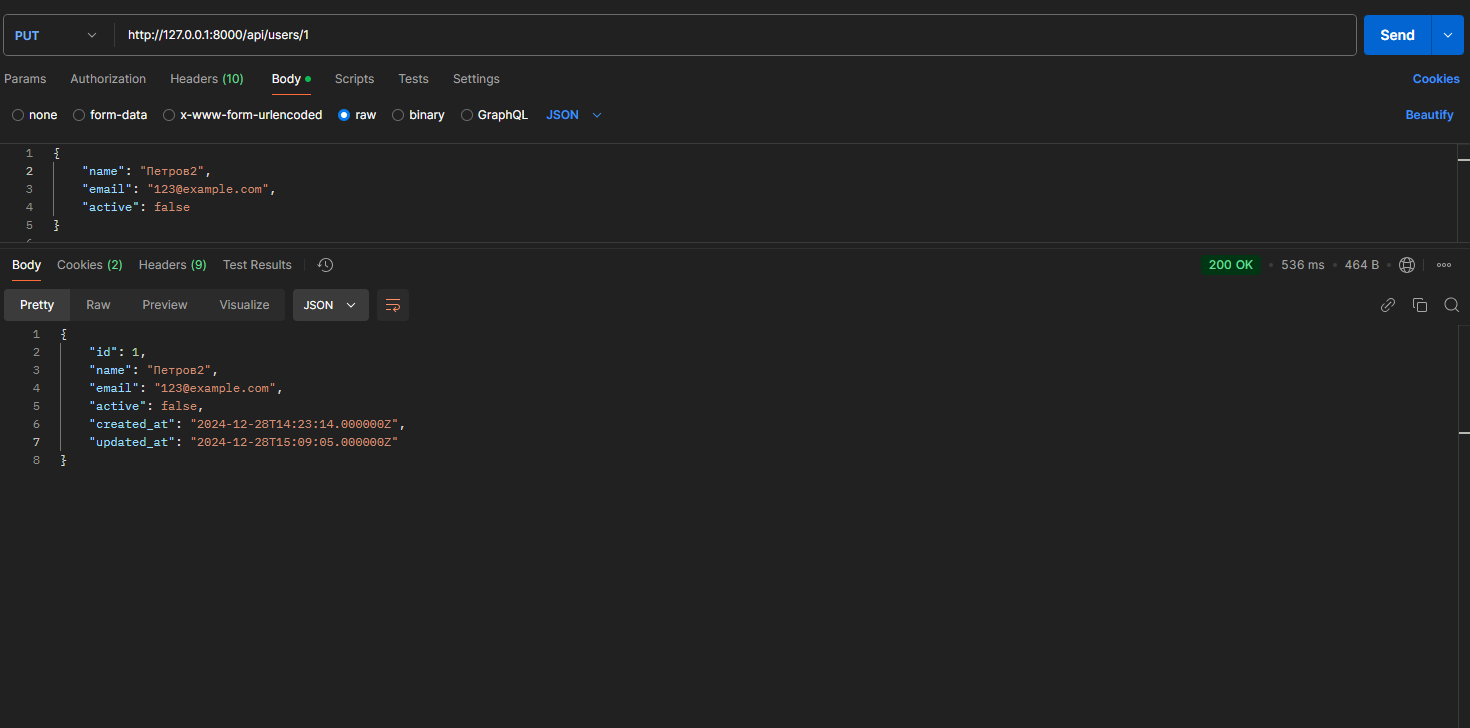 PUT http://127.0.0.1:8000/api/users/1 Send
Params Authorization Headers (10) Body Scripts Tests Settings Cookies
none form-data x-www-form-urlencoded raw binary GraphQL JSON Beautify
1 {
2 "name": "Петров2",
3 "email": "123@example.com",
4 "active": false
5 }
Body Cookies (2) Headers (9) Test Results 200 OK 536 ms 464 B
Pretty Raw Preview Visualize JSON
1 {
2 "id": 1,
3 "name": "Петров2",
4 "email": "123@example.com",
5 "active": false,
6 "created_at": "2024-12-28T14:23:14.000000Z",
7 "updated_at": "2024-12-28T15:09:05.000000Z"
8 }